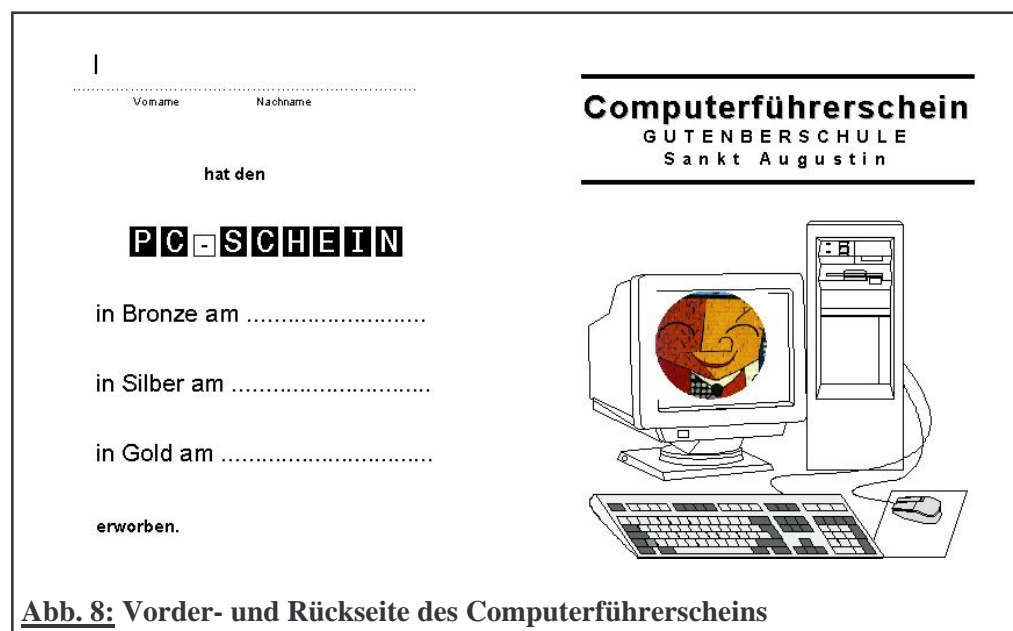 Vorname Nachname
hat den
PC-SCHEIN
in Bronze am ...........................
in Silber am ..............................
in Gold am ................................
erworben.
Computerführerschein
GUTENBERSCHULE
Sankt Augustin
Abb. 8: Vorder- und Rückseite des Computerführerscheins